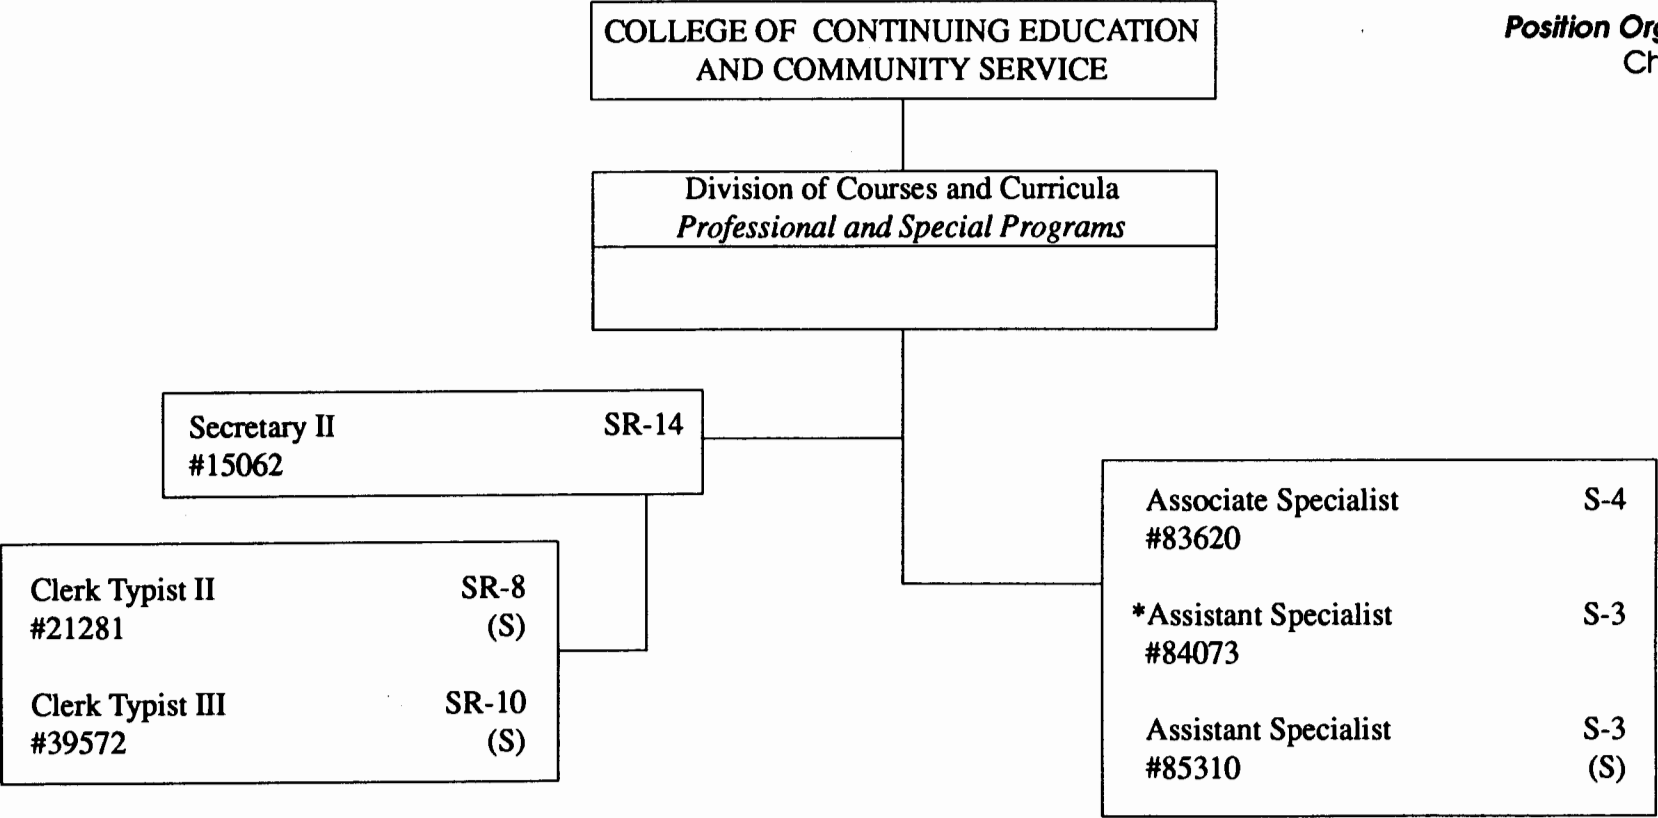 COLLEGE OF CONTINUING EDUCATION
AND COMMUNITY SERVICE
Position
Division of Courses and Curricula
Professional and Special Programs
Secretary II SR-14
#15062
Clerk Typist II SR-8
#21281 (S)
Clerk Typist III SR-10
#39572 (S)
Associate Specialist S-4
#83620
*Assistant Specialist S-3
#84073
Assistant Specialist S-3
#85310 (S)